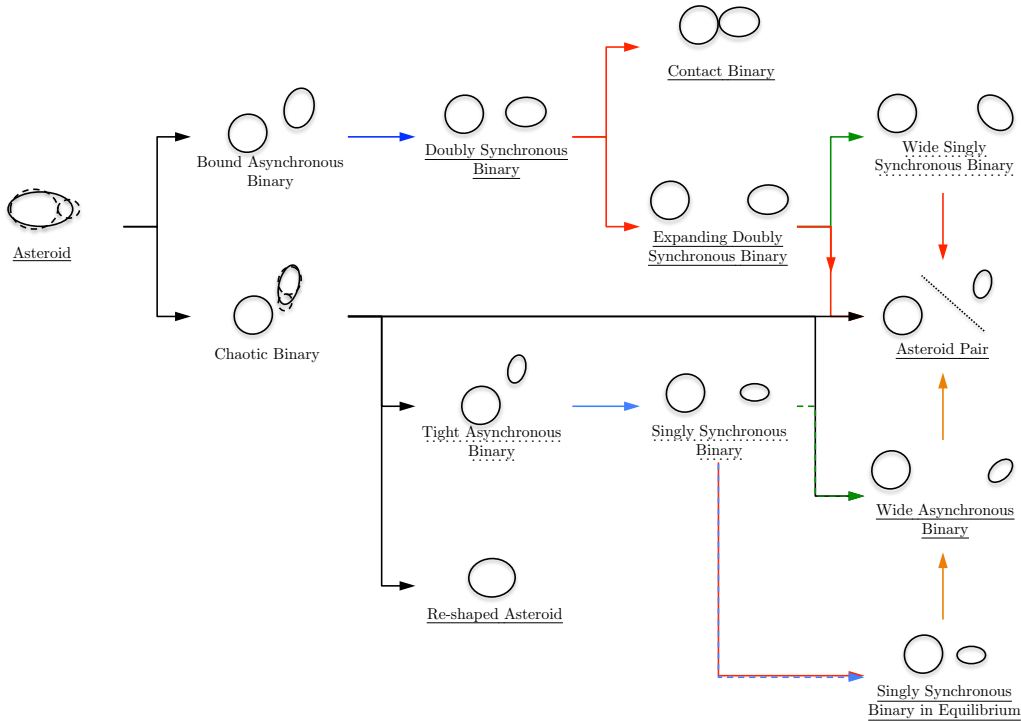 Contact Binary
Bound Asynchronous
Binary
Doubly Synchronous
Binary
Wide Singly
Synchronous Binary
Asteroid
Expanding Doubly
Synchronous Binary
Chaotic Binary
Asteroid Pair
Tight Asynchronous
Binary
Singly Synchronous
Binary
Wide Asynchronous
Binary
Re-shaped Asteroid
Singly Synchronous
Binary in Equilibrium